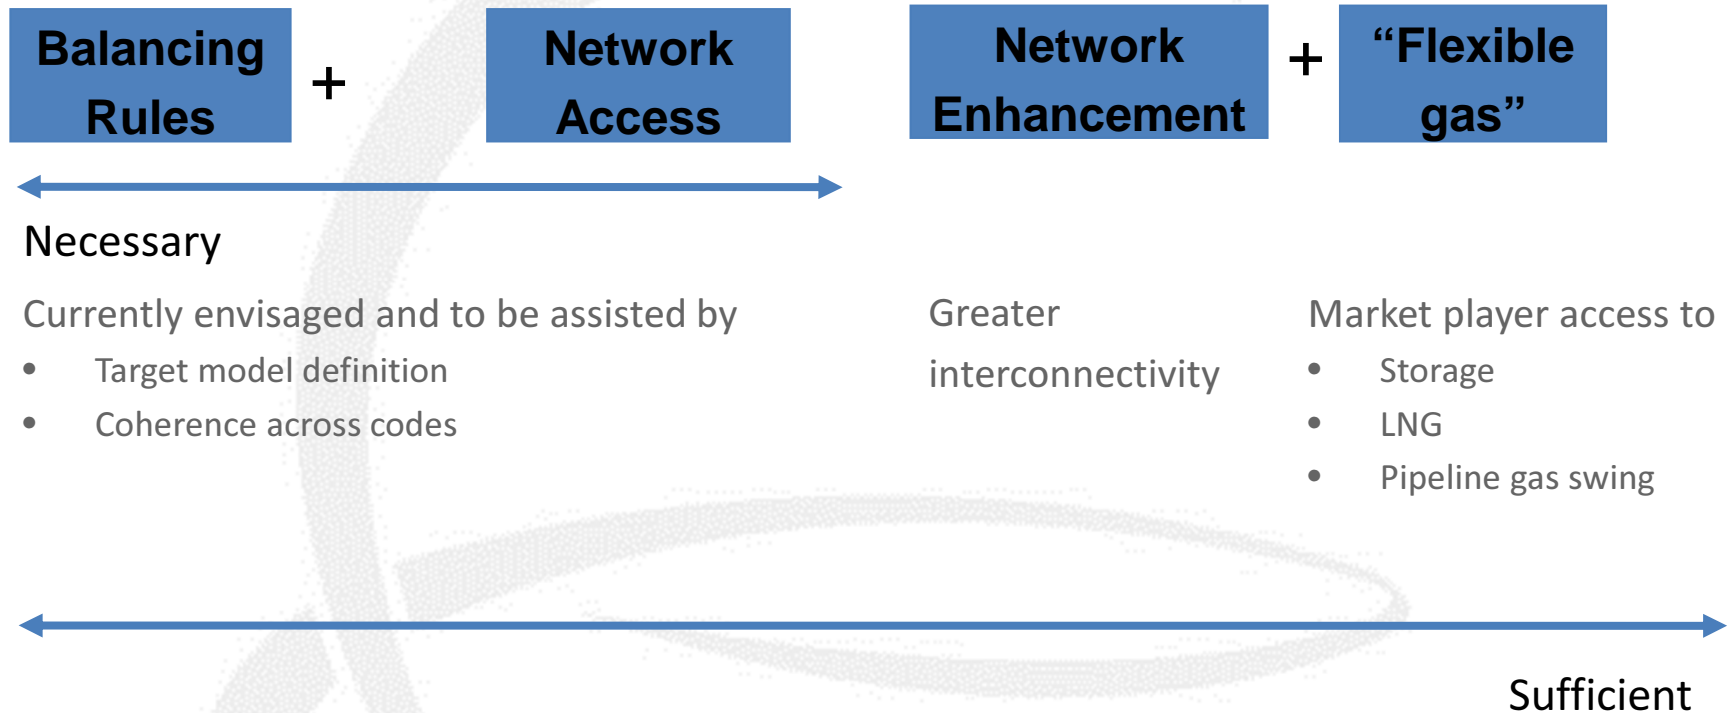 Balancing
Rules
+
Network
Access
Network
Enhancement
+
“Flexible
gas”
Necessary
Currently envisaged and to be assisted by
• Target model definition
• Coherence across codes
Greater
interconnectivity
Market player access to
• Storage
• LNG
• Pipeline gas swing
Sufficient